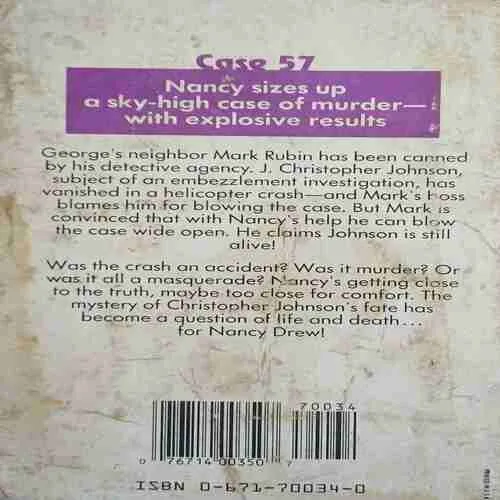 Case 57
Nancy sizes up
a sky-high case of murder—
with explosive results
George's neighbor Mark Rubin has been canned
by his detective agency. J. Christopher Johnson,
subject of an embezzlement investigation, has
vanished in a helicopter crash—and Mark's boss
blames him for blowing the case. But Mark is
convinced that with Nancy's help he can blow
the case wide open. He claims Johnson is still
alive!
Was the crash an accident? Was it murder? Or
was it all a masquerade? Nancy's getting close
to the truth, maybe too close for comfort. The
mystery of Christopher Johnson's fate has
become a question of life and death...
for Nancy Drew!
70034
0 76714 00350 7
ISBN 0-671-70034-0